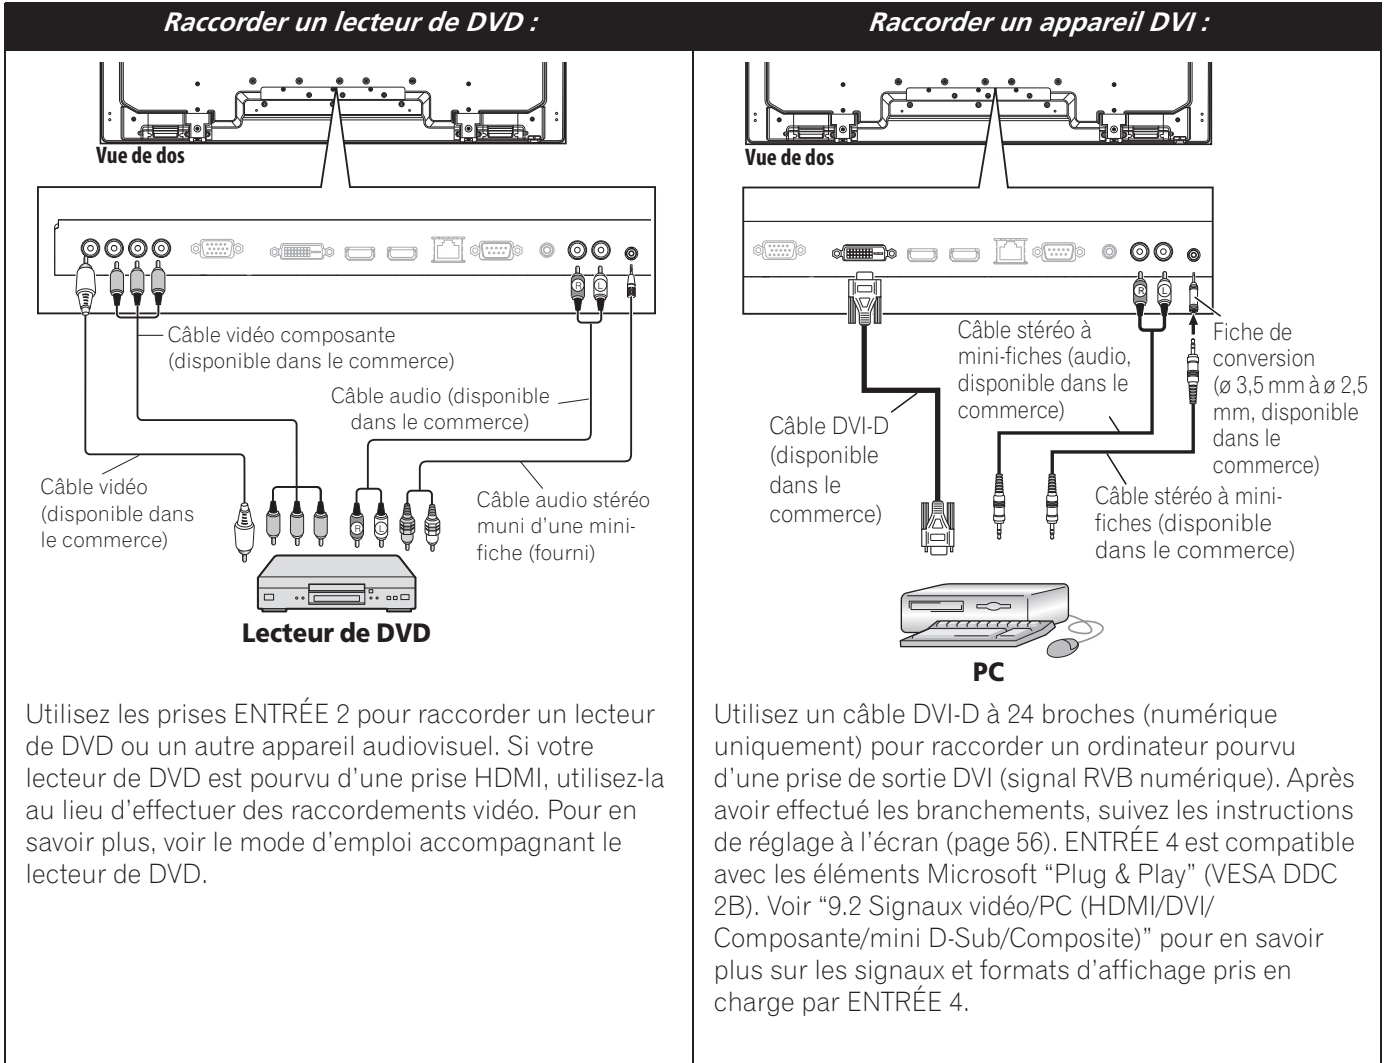 Raccorder un lecteur de DVD :
Vue de dos
R
L
Câble vidéo composante
(disponible dans le commerce)
Câble audio (disponible
dans le commerce)
Câble vidéo
(disponible dans
le commerce)
R
L
Câble audio stéréo
muni d’une mini-
fiche (fourni)
Lecteur de DVD
Utilisez les prises ENTRÉE 2 pour raccorder un lecteur
de DVD ou un autre appareil audiovisuel. Si votre
lecteur de DVD est pourvu d’une prise HDMI, utilisez-la
au lieu d’effectuer des raccordements vidéo. Pour en
savoir plus, voir le mode d’emploi accompagnant le
lecteur de DVD.
Raccorder un appareil DVI :
Vue de dos
R
L
Câble stéréo à
mini-fiches (audio,
disponible dans le
commerce)
Fiche de
conversion
(ø 3,5 mm à ø 2,5
mm, disponible
dans le
commerce)
Câble DVI-D
(disponible
dans le
commerce)
Câble stéréo à mini-
fiches (disponible
dans le commerce)
PC
Utilisez un câble DVI-D à 24 broches (numérique
uniquement) pour raccorder un ordinateur pourvu
d’une prise de sortie DVI (signal RVB numérique). Après
avoir effectué les branchements, suivez les instructions
de réglage à l’écran (page 56). ENTRÉE 4 est compatible
avec les éléments Microsoft “Plug & Play” (VESA DDC
2B). Voir “9.2 Signaux vidéo/PC (HDMI/DVI/
Composante/mini D-Sub/Composite)” pour en savoir
plus sur les signaux et formats d’affichage pris en
charge par ENTRÉE 4.